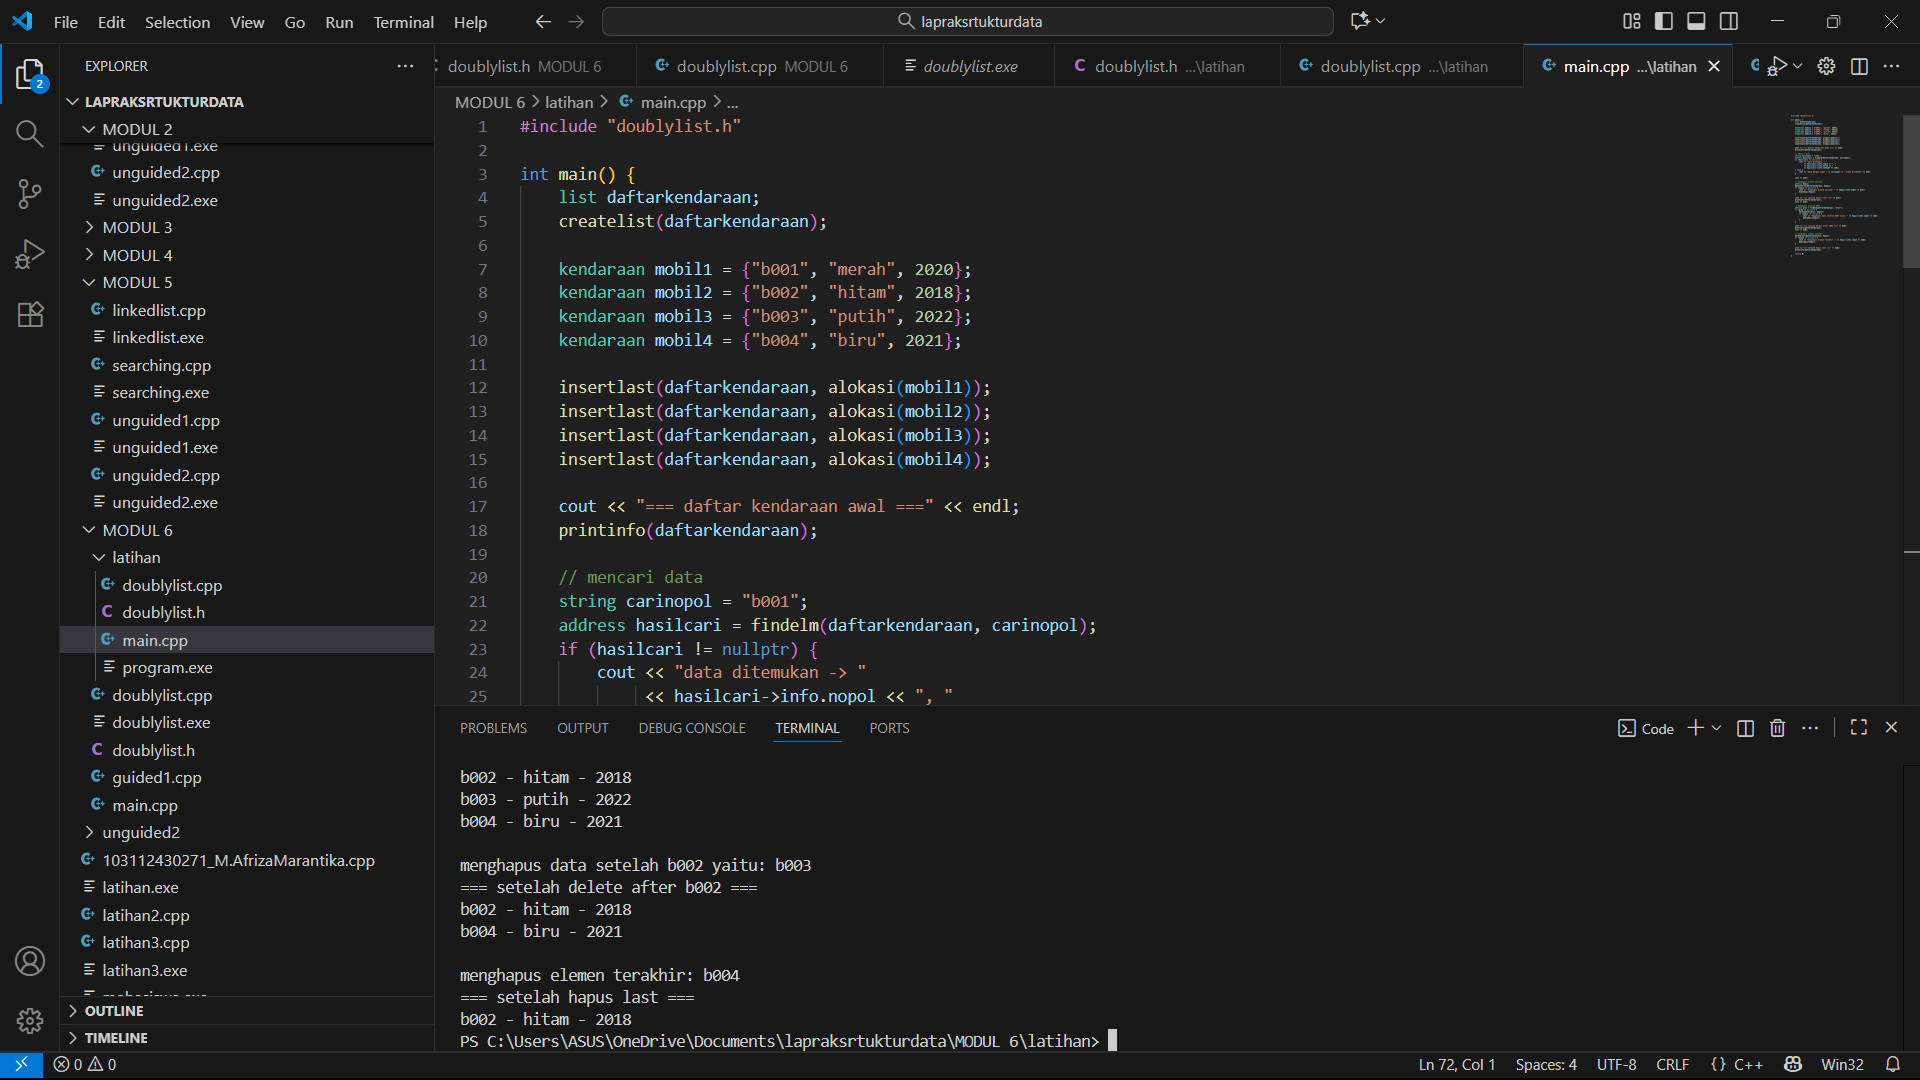 File Edit Selection View Go Run Terminal Help
lapraksrtukturdata
EXPLORER
LAPRAKSRTUKTURDATA
MODUL 2
unguided1.exe
unguided2.cpp
unguided2.exe
MODUL 3
MODUL 4
MODUL 5
linkedlist.cpp
linkedlist.exe
searching.cpp
searching.exe
unguided1.cpp
unguided1.exe
unguided2.cpp
unguided2.exe
MODUL 6
latihan
doublylist.cpp
doublylist.h
main.cpp
program.exe
doublylist.cpp
doublylist.exe
doublylist.h
guided1.cpp
main.cpp
unguided2
103112430271_M.AfrizaMarantika.cpp
latihan.exe
latihan2.cpp
latihan3.cpp
latihan3.exe
OUTLINE
TIMELINE
2
doublylist.h MODUL 6
doublylist.cpp MODUL 6
doublylist.exe
doublylist.h ...\latihan
doublylist.cpp ...\latihan
main.cpp ...\latihan
MODUL 6 > latihan > main.cpp > ...
1 #include "doublylist.h"
2
3 int main() {
4 list daftarkendaraan;
5 createlist(daftarkendaraan);
6
7 kendaraan mobil1 = {"b001", "merah", 2020};
8 kendaraan mobil2 = {"b002", "hitam", 2018};
9 kendaraan mobil3 = {"b003", "putih", 2022};
10 kendaraan mobil4 = {"b004", "biru", 2021};
11
12 insertlast(daftarkendaraan, alokasi(mobil1));
13 insertlast(daftarkendaraan, alokasi(mobil2));
14 insertlast(daftarkendaraan, alokasi(mobil3));
15 insertlast(daftarkendaraan, alokasi(mobil4));
16
17 cout << "=== daftar kendaraan awal ===" << endl;
18 printinfo(daftarkendaraan);
19
20 // mencari data
21 string carinopol = "b001";
22 address hasilcari = findelm(daftarkendaraan, carinopol);
23 if (hasilcari != nullptr) {
24 cout << "data ditemukan -> "
25 << hasilcari->info.nopol << ", "
PROBLEMS OUTPUT DEBUG CONSOLE TERMINAL PORTS
Code
b002 - hitam - 2018
b003 - putih - 2022
b004 - biru - 2021
menghapus data setelah b002 yaitu: b003
=== setelah delete after b002 ===
b002 - hitam - 2018
b004 - biru - 2021
menghapus elemen terakhir: b004
=== setelah hapus last ===
b002 - hitam - 2018
PS C:\Users\ASUS\OneDrive\Documents\lapraksrtukturdata\MODUL 6\latihan>
0 0
Ln 72, Col 1 Spaces: 4 UTF-8 CRLF {} C++ Win32